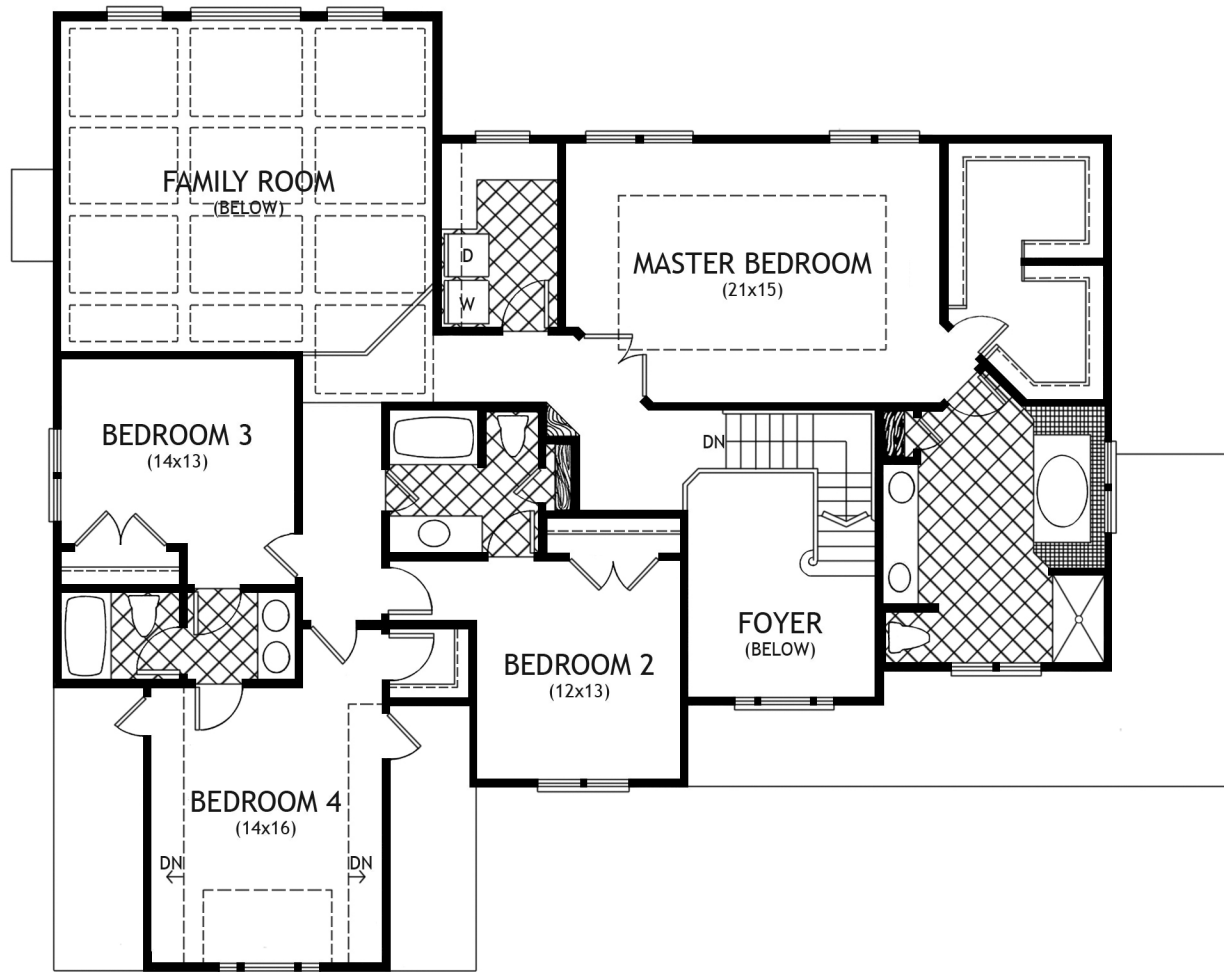 FAMILY ROOM
(BELOW)
D
W
MASTER BEDROOM
(21x15)
BEDROOM 3
(14x13)
DN
FOYER
(BELOW)
BEDROOM 2
(12x13)
BEDROOM 4
(14x16)
DN
DN